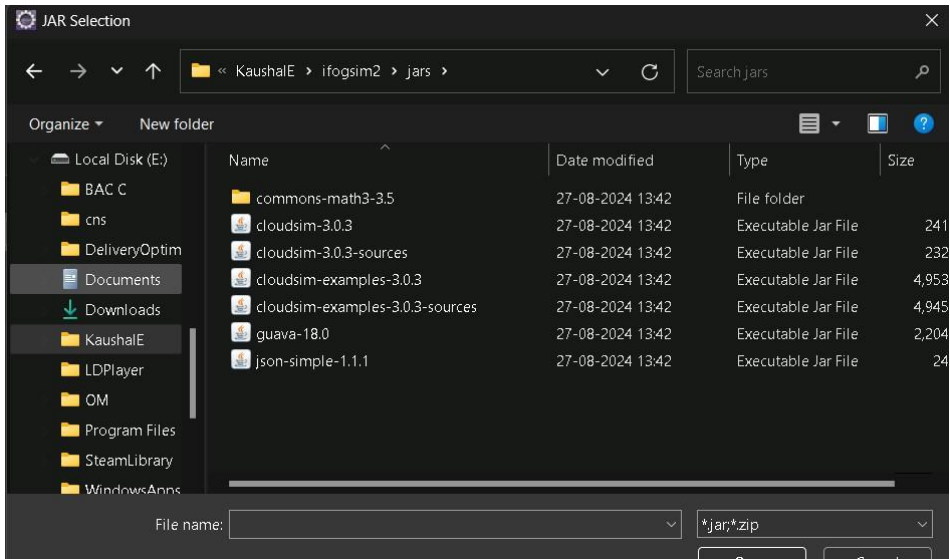 JAR Selection
« KaushalE › ifogsim2 › jars ›
Search jars
Organize
New folder
Name
Date modified
Type
Size
Local Disk (E:)
BAC C
cns
DeliveryOptim
Documents
Downloads
KaushalE
LDPlayer
OM
Program Files
SteamLibrary
WindowsApps
commons-math3-3.5 27-08-2024 13:42 File folder
cloudsim-3.0.3 27-08-2024 13:42 Executable Jar File 241
cloudsim-3.0.3-sources 27-08-2024 13:42 Executable Jar File 232
cloudsim-examples-3.0.3 27-08-2024 13:42 Executable Jar File 4,953
cloudsim-examples-3.0.3-sources 27-08-2024 13:42 Executable Jar File 4,945
guava-18.0 27-08-2024 13:42 Executable Jar File 2,204
json-simple-1.1.1 27-08-2024 13:42 Executable Jar File 24
File name:
*.jar;*.zip